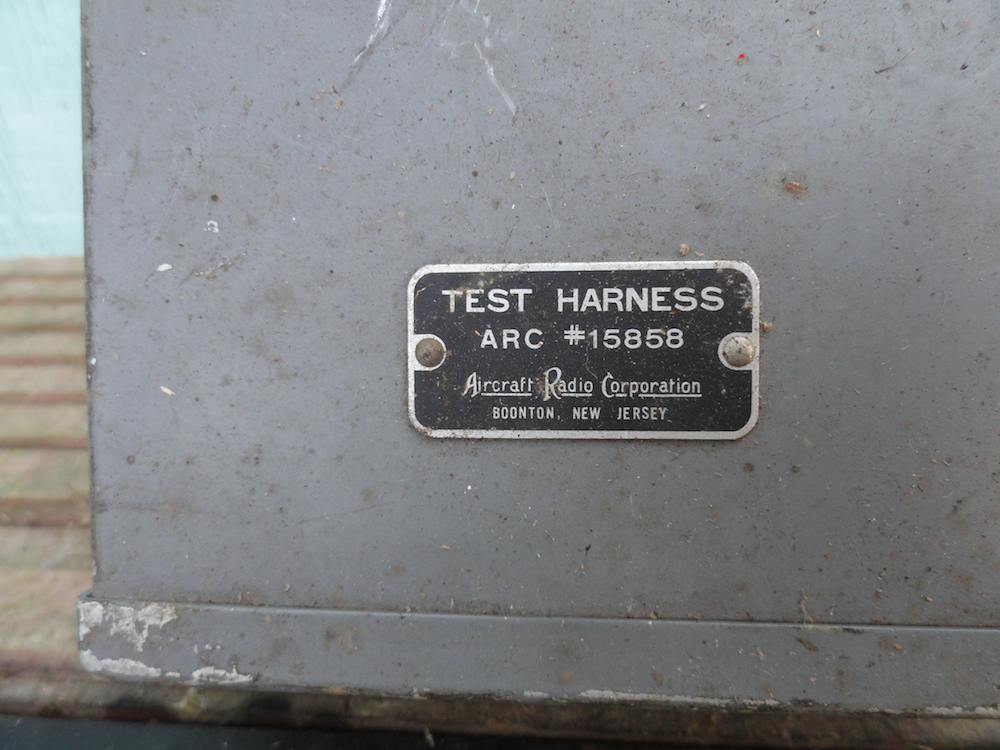 TEST HARNESS
ARC #15858
Aircraft Radio Corporation
BOONTON, NEW JERSEY